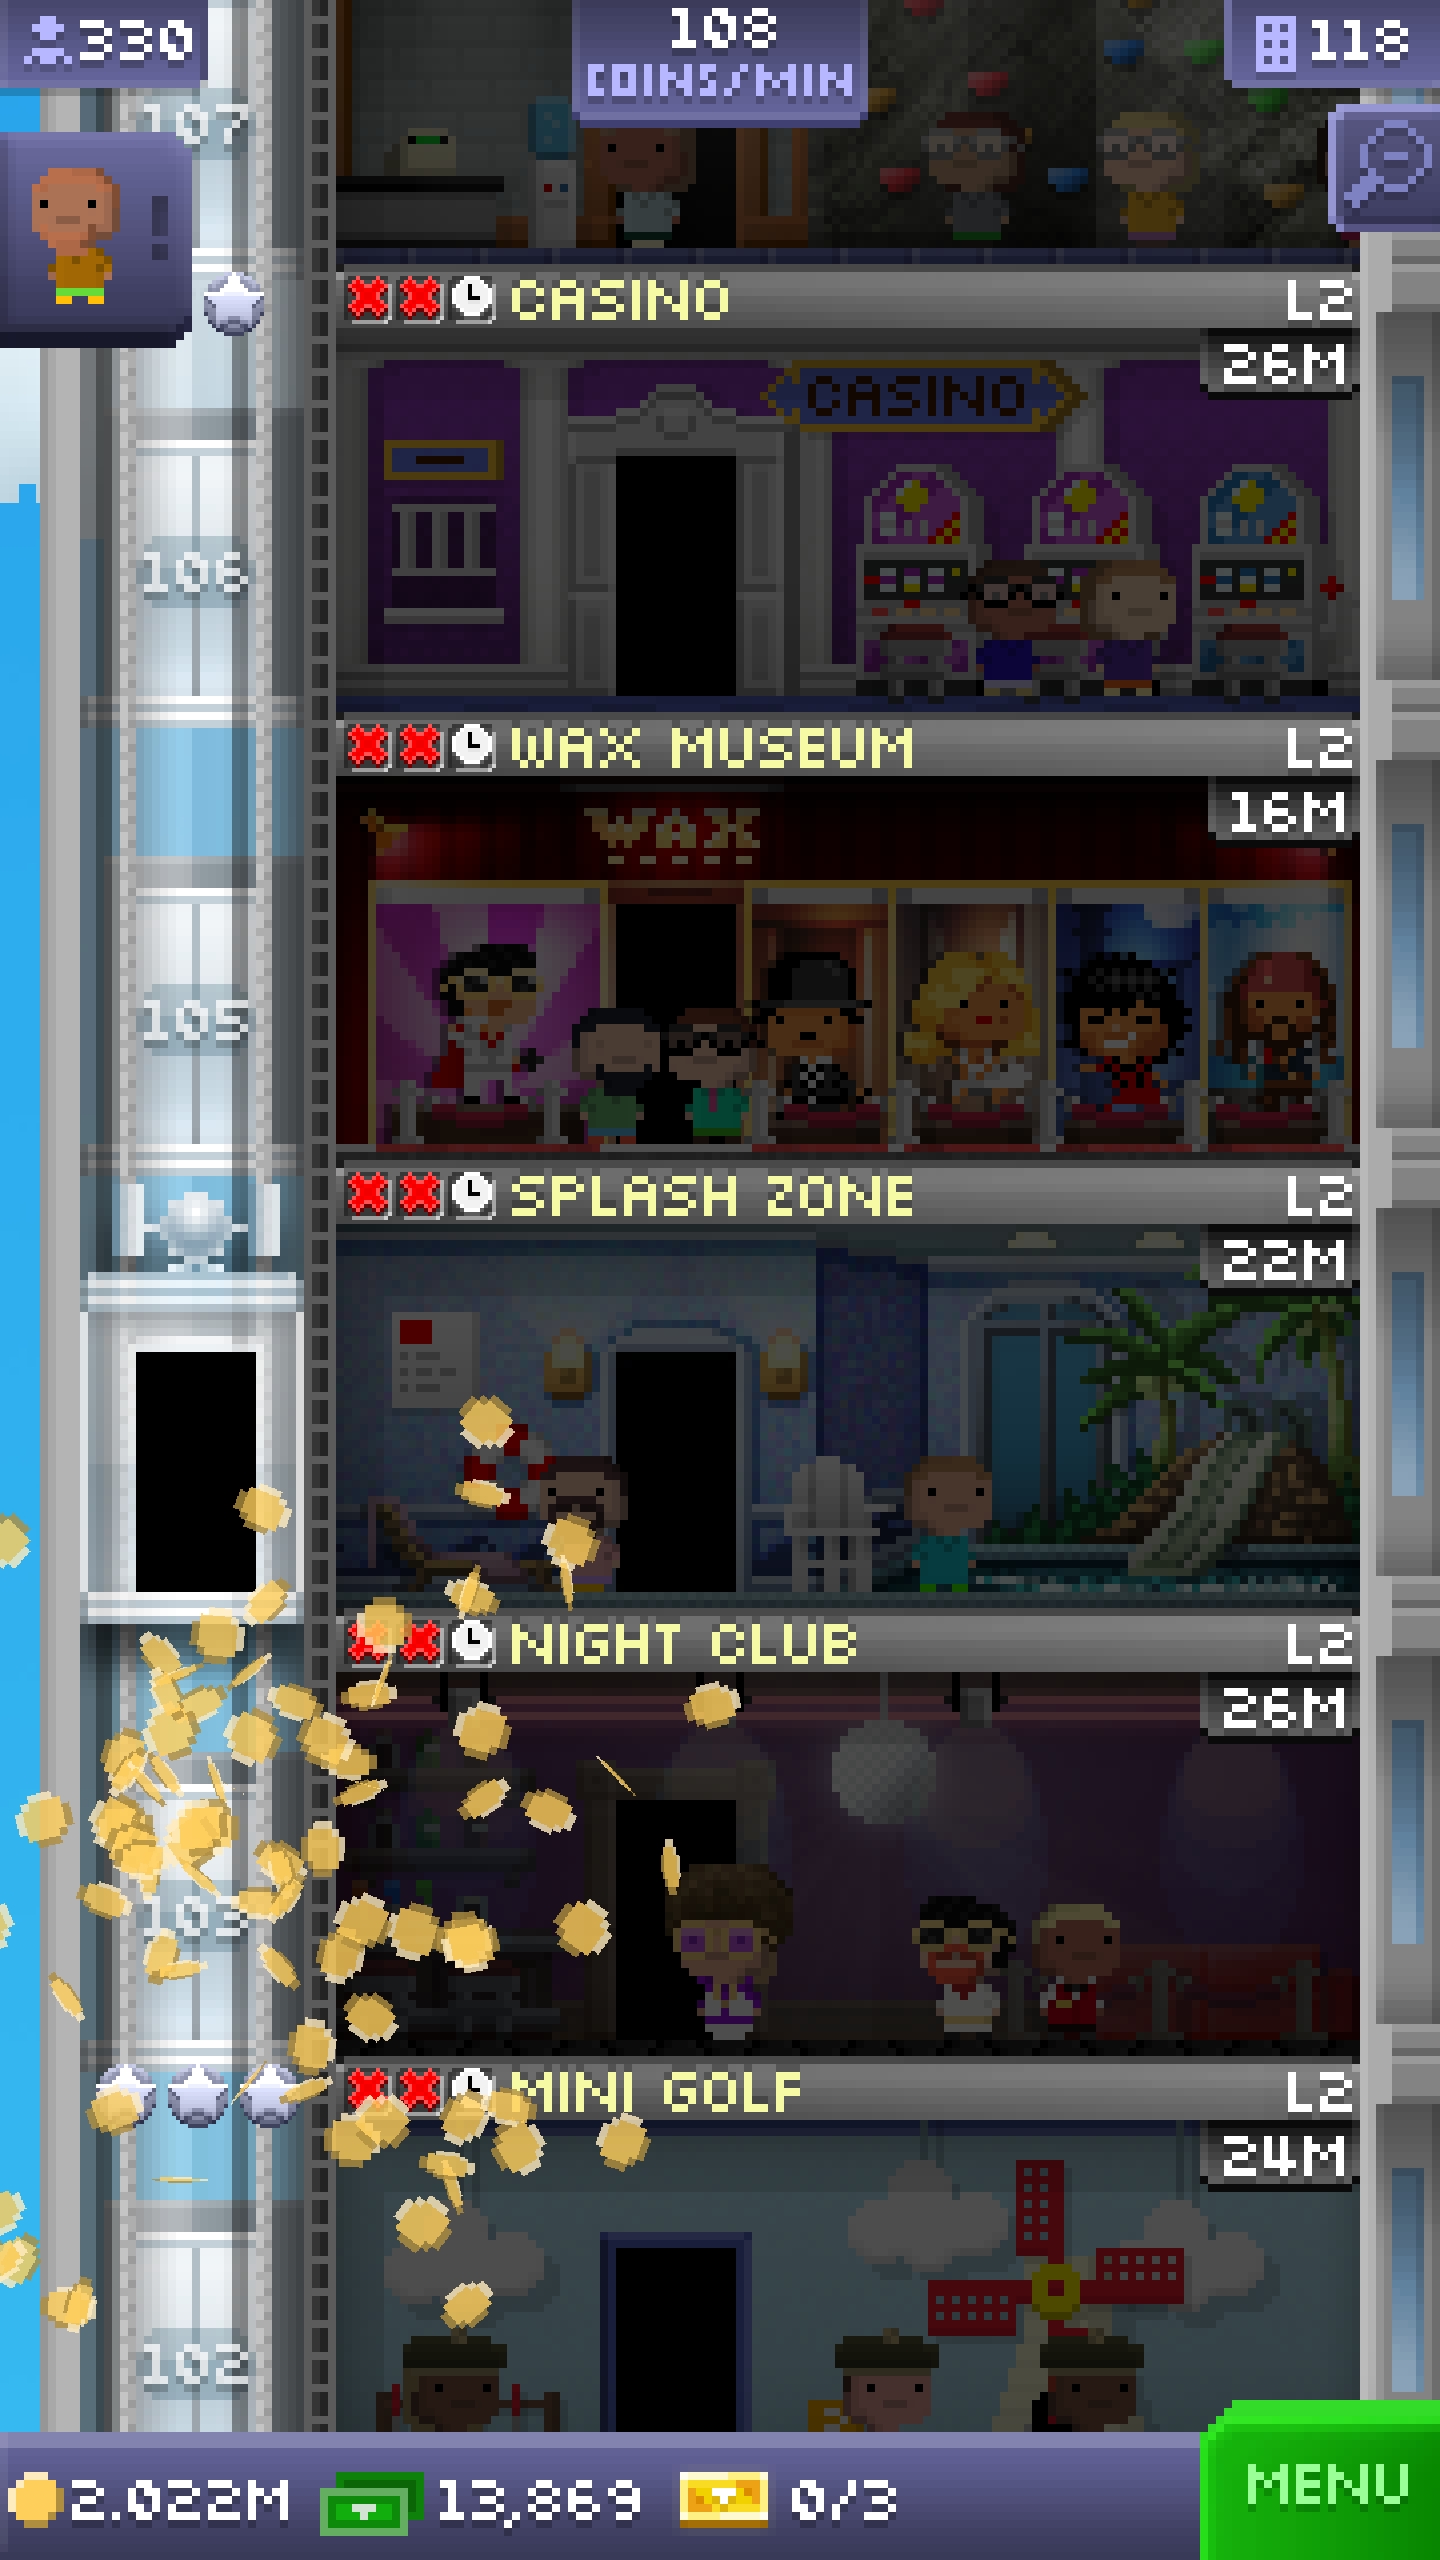 330
108
COINS/MIN
118
107
CASINO
L2
26M
CASINO
106
WAX MUSEUM
L2
16M
WAX
105
SPLASH ZONE
L2
22M
NIGHT CLUB
L2
26M
103
MINI GOLF
L2
24M
102
2.022M
13,869
0/3
MENU